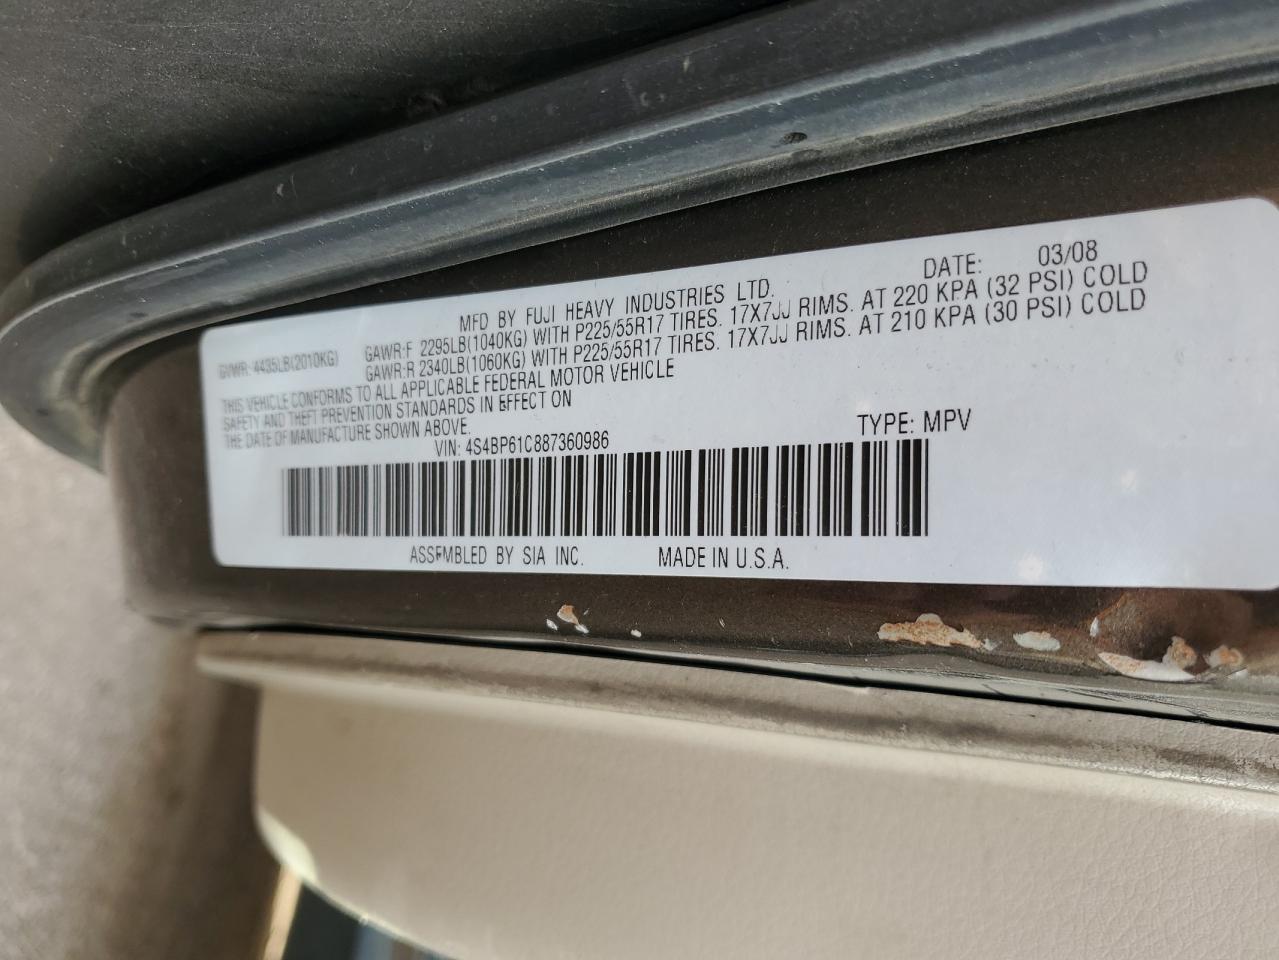 MFD BY FUJI HEAVY INDUSTRIES LTD. DATE: 03/08
GVWR: 4435LB(2010KG) GAWR:F 2295LB(1040KG) WITH P225/55R17 TIRES. 17X7JJ RIMS. AT 220 KPA (32 PSI) COLD
GAWR:R 2340LB(1060KG) WITH P225/55R17 TIRES. 17X7JJ RIMS. AT 210 KPA (30 PSI) COLD
THIS VEHICLE CONFORMS TO ALL APPLICABLE FEDERAL MOTOR VEHICLE
SAFETY AND THEFT PREVENTION STANDARDS IN EFFECT ON
THE DATE OF MANUFACTURE SHOWN ABOVE.
VIN: 4S4BP61C887360986 TYPE: MPV
ASSEMBLED BY SIA INC. MADE IN U.S.A.